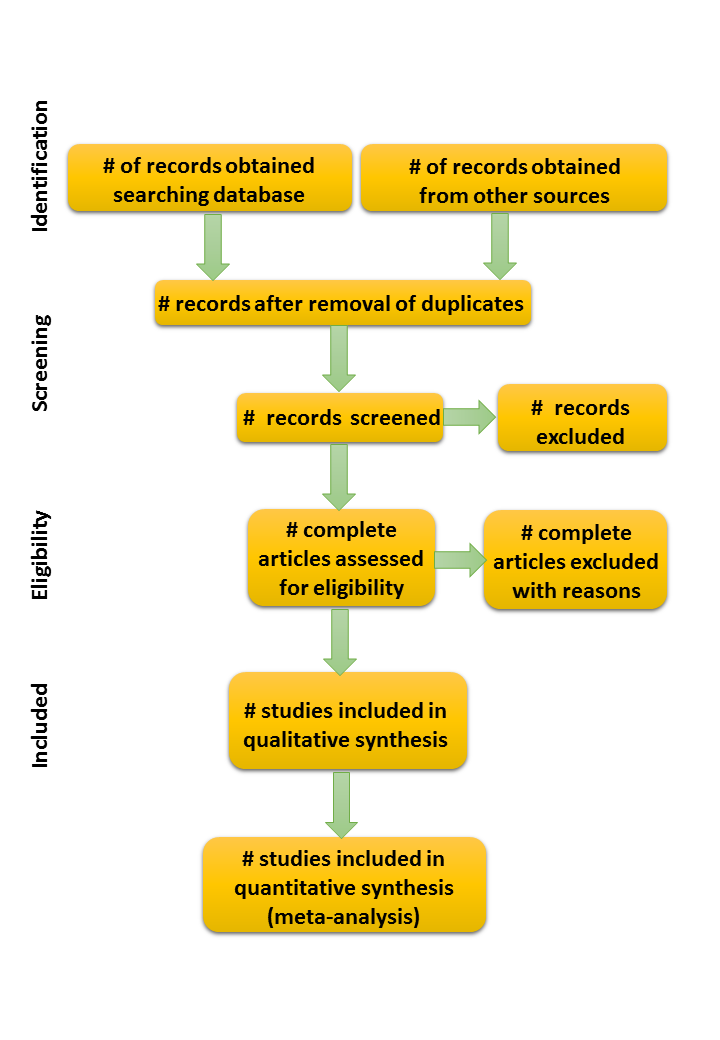 Identification
# of records obtained
searching database
# of records obtained
from other sources
# records after removal of duplicates
Screening
# records screened
# records
excluded
Eligibility
# complete
articles assessed
for eligibility
# complete
articles excluded
with reasons
Included
# studies included in
qualitative synthesis
# studies included in
quantitative synthesis
(meta-analysis)